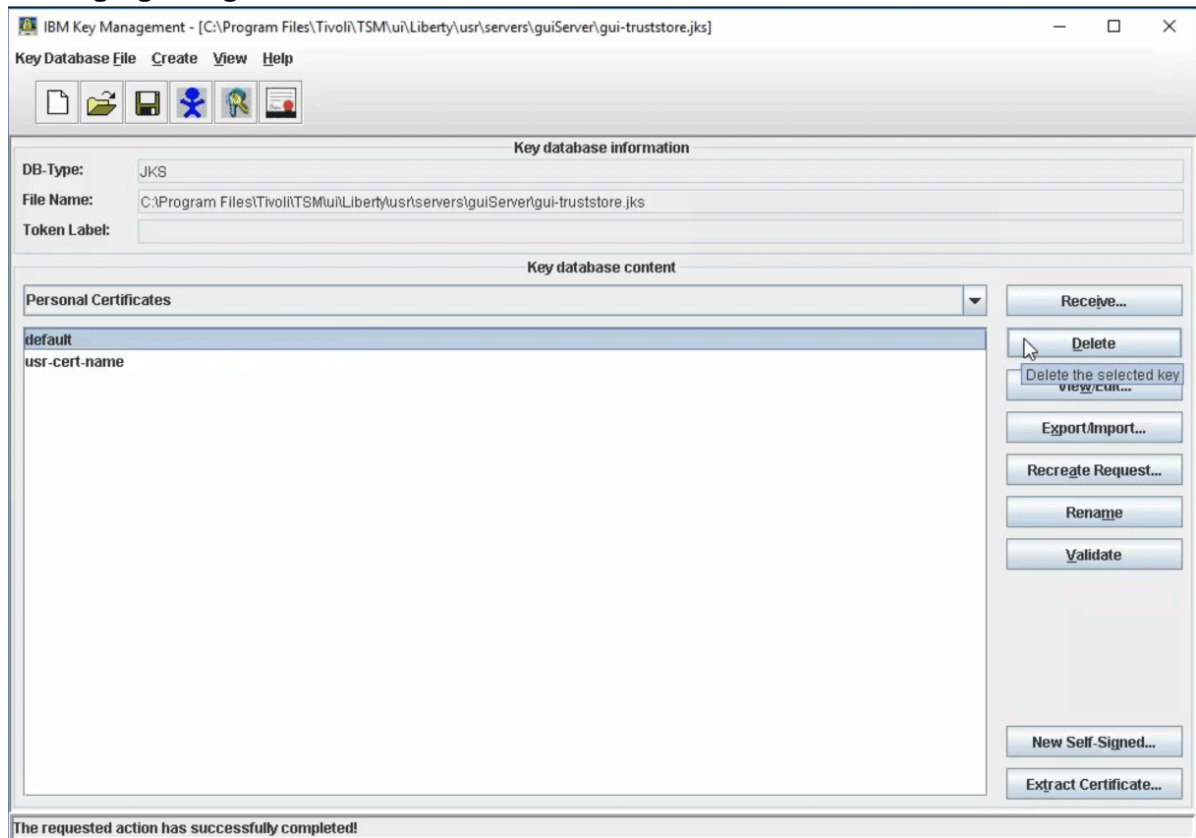 IBM Key Management - [C:\Program Files\Tivoli\TSM\ui\Liberty\usr\servers\guiServer\gui-truststore.jks]
Key Database File Create View Help
Key database information
DB-Type: JKS
File Name: C:\Program Files\Tivoli\TSM\ui\Liberty\usr\servers\guiServer\gui-truststore.jks
Token Label:
Key database content
Personal Certificates
Receive...
default
Delete
usr-cert-name
Delete the selected key
View/Edit...
Export/Import...
Recreate Request...
Rename
Validate
New Self-Signed...
Extract Certificate...
The requested action has successfully completed!